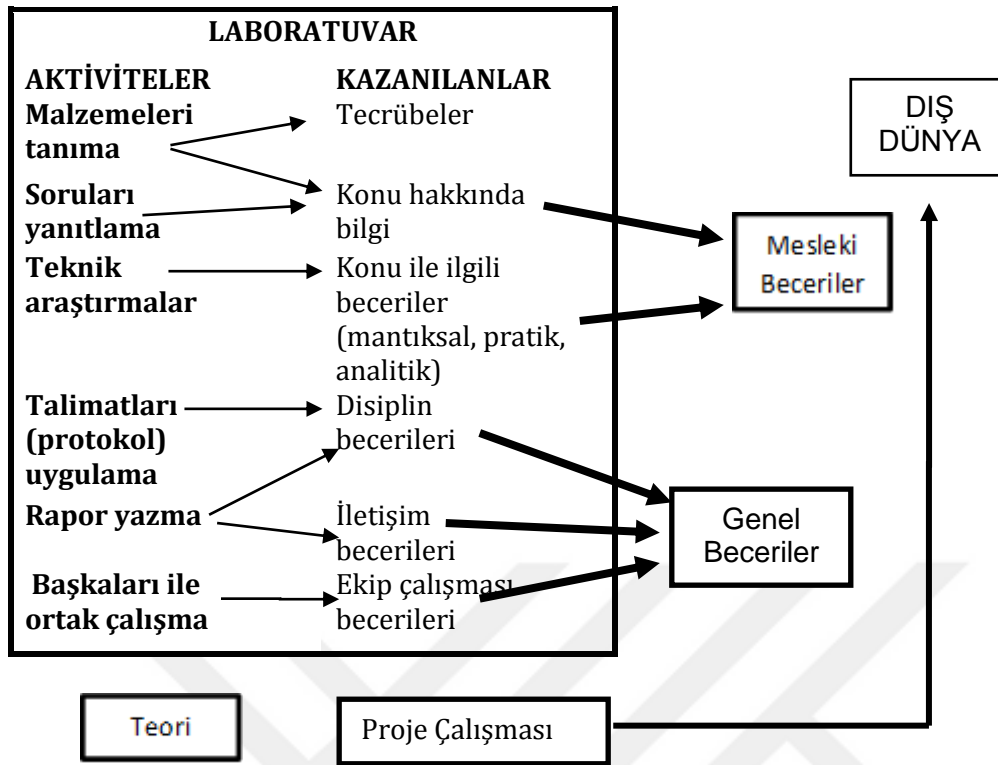 LABORATUVAR
AKTİVİTELER
Malzemeleri
tanıma
Soruları
yanıtlama
Teknik
araştırmalar
Talimatları
(protokol)
uygulama
Rapor yazma
Başkaları ile
ortak çalışma
KAZANILANLAR
Tecrübeler
Konu hakkında
bilgi
Konu ile ilgili
beceriler
(mantıksal, pratik,
analitik)
Disiplin
becerileri
İletişim
becerileri
Ekip çalışması
becerileri
DIŞ
DÜNYA
Mesleki
Beceriler
Genel
Beceriler
Teori
Proje Çalışması